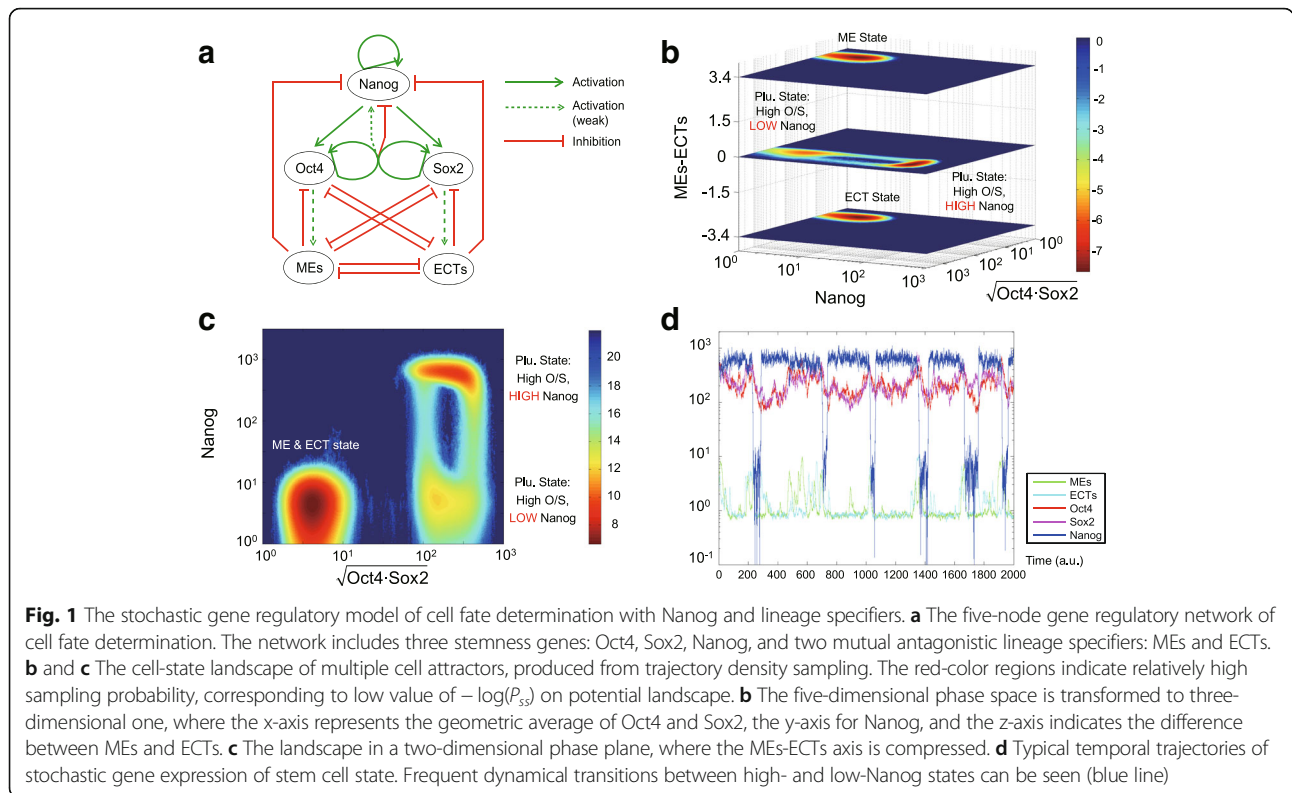 a
Nanog
Oct4
Sox2
MEs
ECTs
Activation
Activation
(weak)
Inhibition
b
ME State
3.4
1.5
0
-1.5
-3.4
MEs-ECTs
Plu. State:
High O/S,
LOW Nanog
Plu. State:
High O/S,
HIGH Nanog
ECT State
10⁰
10¹
10²
10³
Nanog
10³
10²
10¹
10⁰
√Oct4·Sox2
0
-1
-2
-3
-4
-5
-6
-7
c
Nanog
10³
10²
10¹
10⁰
ME & ECT state
10⁰
10¹
10²
10³
√Oct4·Sox2
Plu. State:
High O/S,
HIGH Nanog
Plu. State:
High O/S,
LOW Nanog
20
18
16
14
12
10
8
d
10³
10²
10¹
10⁰
10⁻¹
0 200 400 600 800 1000 1200 1400 1600 1800 2000
Time (a.u.)
MEs
ECTs
Oct4
Sox2
Nanog
Fig. 1 The stochastic gene regulatory model of cell fate determination with Nanog and lineage specifiers. a The five-node gene regulatory network of
cell fate determination. The network includes three stemness genes: Oct4, Sox2, Nanog, and two mutual antagonistic lineage specifiers: MEs and ECTs.
b and c The cell-state landscape of multiple cell attractors, produced from trajectory density sampling. The red-color regions indicate relatively high
sampling probability, corresponding to low value of − log(Pss) on potential landscape. b The five-dimensional phase space is transformed to three-
dimensional one, where the x-axis represents the geometric average of Oct4 and Sox2, the y-axis for Nanog, and the z-axis indicates the difference
between MEs and ECTs. c The landscape in a two-dimensional phase plane, where the MEs-ECTs axis is compressed. d Typical temporal trajectories of
stochastic gene expression of stem cell state. Frequent dynamical transitions between high- and low-Nanog states can be seen (blue line)